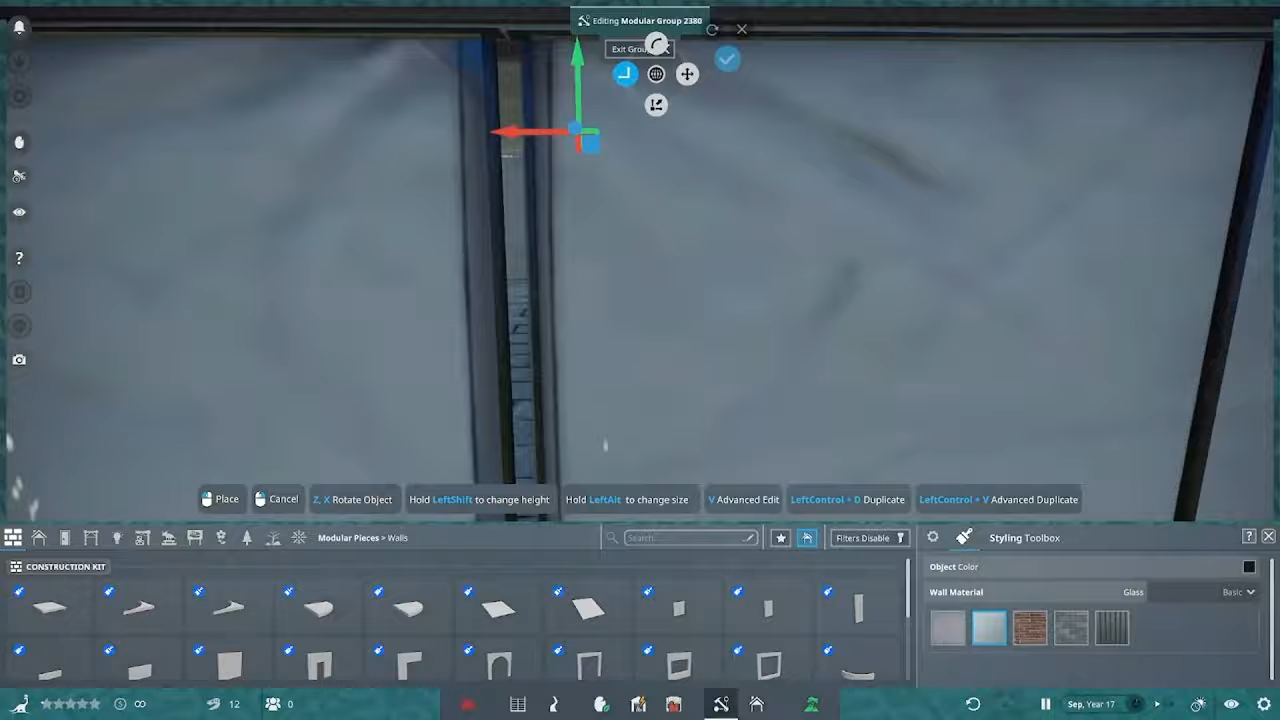 Editing Modular Group 2380
Exit Grou
Place
Cancel
Z, X Rotate Object
Hold LeftShift to change height
Hold LeftAlt to change size
V Advanced Edit
LeftControl + D Duplicate
LeftControl + V Advanced Duplicate
Modular Pieces > Walls
Search...
Filters Disable
Styling Toolbox
?
CONSTRUCTION KIT
Object Color
Wall Material
Glass
Basic
12
0
Sep, Year 17